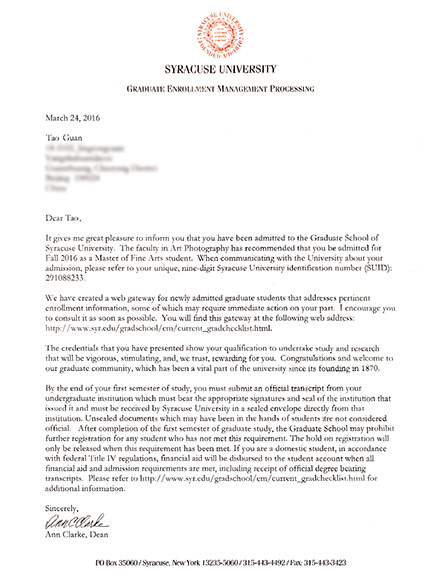 SYRACUSE UNIVERSITY
GRADUATE ENROLLMENT MANAGEMENT PROCESSING
March 24, 2016
Tao Guan
Dear Tao,
It gives me great pleasure to inform you that you have been admitted to the Graduate School of
Syracuse University. The faculty in Art Photography has recommended that you be admitted for
Fall 2016 as a Master of Fine Arts student. When communicating with the University about your
admission, please refer to your unique, nine-digit Syracuse University identification number (SUID):
291088233.
We have created a web gateway for newly admitted graduate students that addresses pertinent
enrollment information, some of which may require immediate action on your part. I encourage you
to consult it as soon as possible. You will find this gateway at the following web address:
http://www.syr.edu/gradschool/em/current_gradchecklist.html.
The credentials that you have presented show your qualification to undertake study and research
that will be vigorous, stimulating, and, we trust, rewarding for you. Congratulations and welcome to
our graduate community, which has been a vital part of the university since its founding in 1870.
By the end of your first semester of study, you must submit an official transcript from your
undergraduate institution which must bear the appropriate signatures and seal of the institution that
issued it and must be received by Syracuse University in a sealed envelope directly from that
institution. Unsealed documents which may have been in the hands of students are not considered
official. After completion of the first semester of graduate study, the Graduate School may prohibit
further registration for any student who has not met this requirement. The hold on registration will
only be released when this requirement has been met. If you are a domestic student, in accordance
with federal Title IV regulations, financial aid will be disbursed to the student account when all
financial aid and admission requirements are met, including receipt of official degree bearing
transcripts. Please refer to http://www.syr.edu/gradschool/em/current_gradchecklist.html for
additional information.
Sincerely,
Ann Clarke
Ann Clarke, Dean
PO Box 35060 / Syracuse, New York 13235-5060 / 315-443-4492 / Fax: 315-443-3423